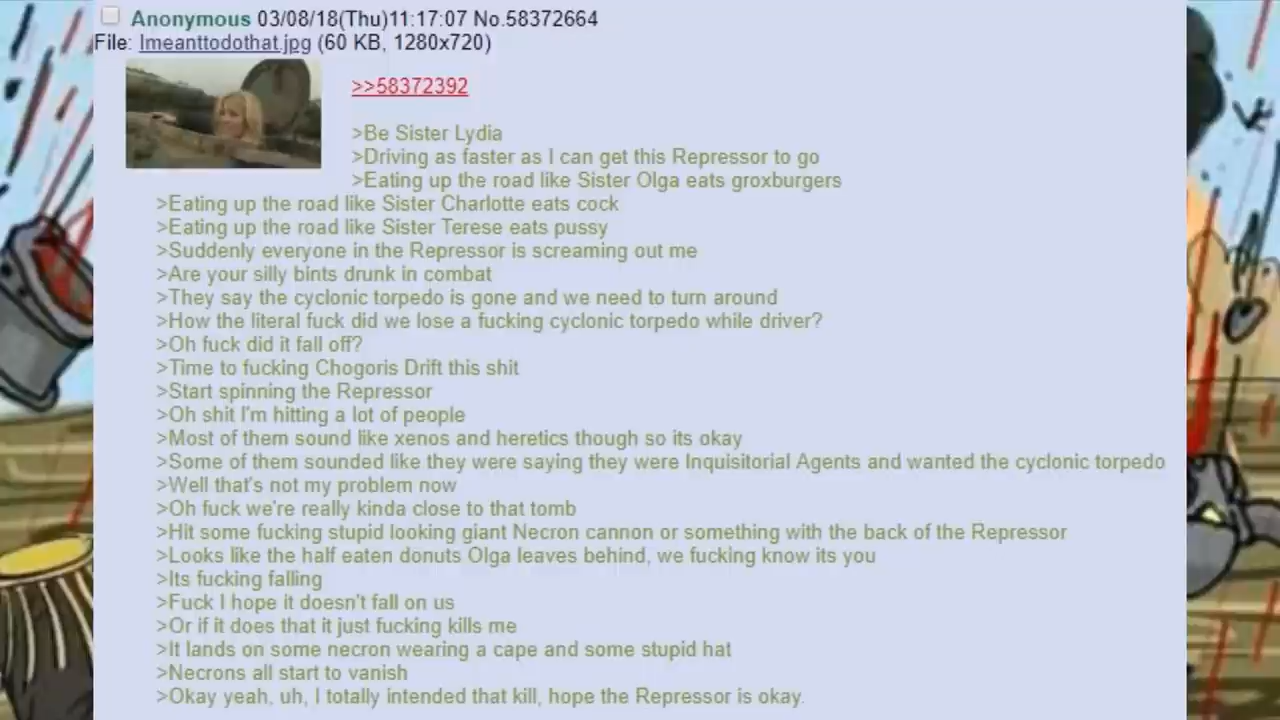 Anonymous 03/08/18(Thu)11:17:07 No.58372664
File: Imeanttodothat.jpg (60 KB, 1280x720)
>>58372392
>Be Sister Lydia
>Driving as faster as I can get this Repressor to go
>Eating up the road like Sister Olga eats groxburgers
>Eating up the road like Sister Charlotte eats cock
>Eating up the road like Sister Terese eats pussy
>Suddenly everyone in the Repressor is screaming out me
>Are your silly bints drunk in combat
>They say the cyclonic torpedo is gone and we need to turn around
>How the literal fuck did we lose a fucking cyclonic torpedo while driver?
>Oh fuck did it fall off?
>Time to fucking Chogoris Drift this shit
>Start spinning the Repressor
>Oh shit I'm hitting a lot of people
>Most of them sound like xenos and heretics though so its okay
>Some of them sounded like they were saying they were Inquisitorial Agents and wanted the cyclonic torpedo
>Well that's not my problem now
>Oh fuck we're really kinda close to that tomb
>Hit some fucking stupid looking giant Necron cannon or something with the back of the Repressor
>Looks like the half eaten donuts Olga leaves behind, we fucking know its you
>Its fucking falling
>Fuck I hope it doesn't fall on us
>Or if it does that it just fucking kills me
>It lands on some necron wearing a cape and some stupid hat
>Necrons all start to vanish
>Okay yeah, uh, I totally intended that kill, hope the Repressor is okay.